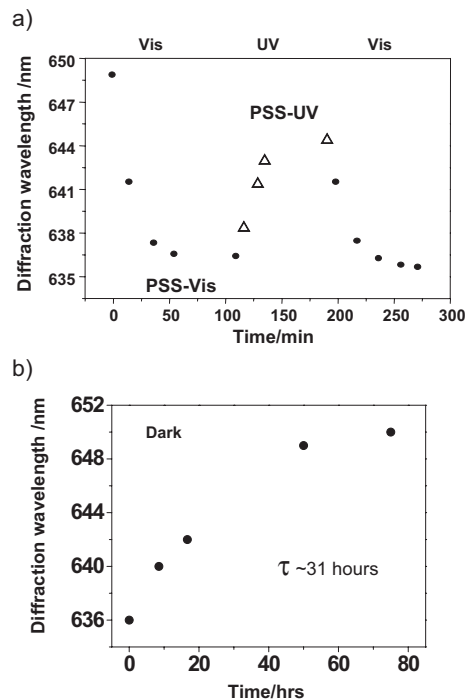 a)
Vis UV Vis
650
647
644
641
638
635
Diffraction wavelength /nm
PSS-UV
PSS-Vis
0 50 100 150 200 250 300
Time/min
b)
652
648
644
640
636
Diffraction wavelength /nm
Dark
τ ~31 hours
0 20 40 60 80
Time/hrs